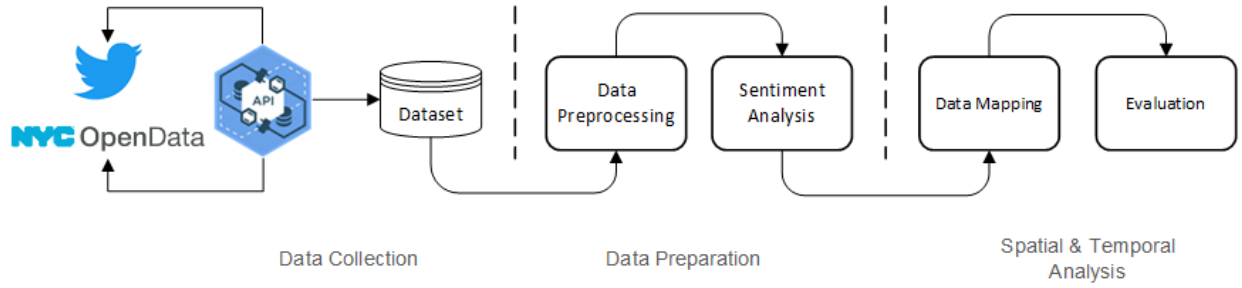 NYC OpenData
API
Dataset
Data
Preprocessing
Sentiment
Analysis
Data Mapping
Evaluation
Data Collection
Data Preparation
Spatial & Temporal
Analysis